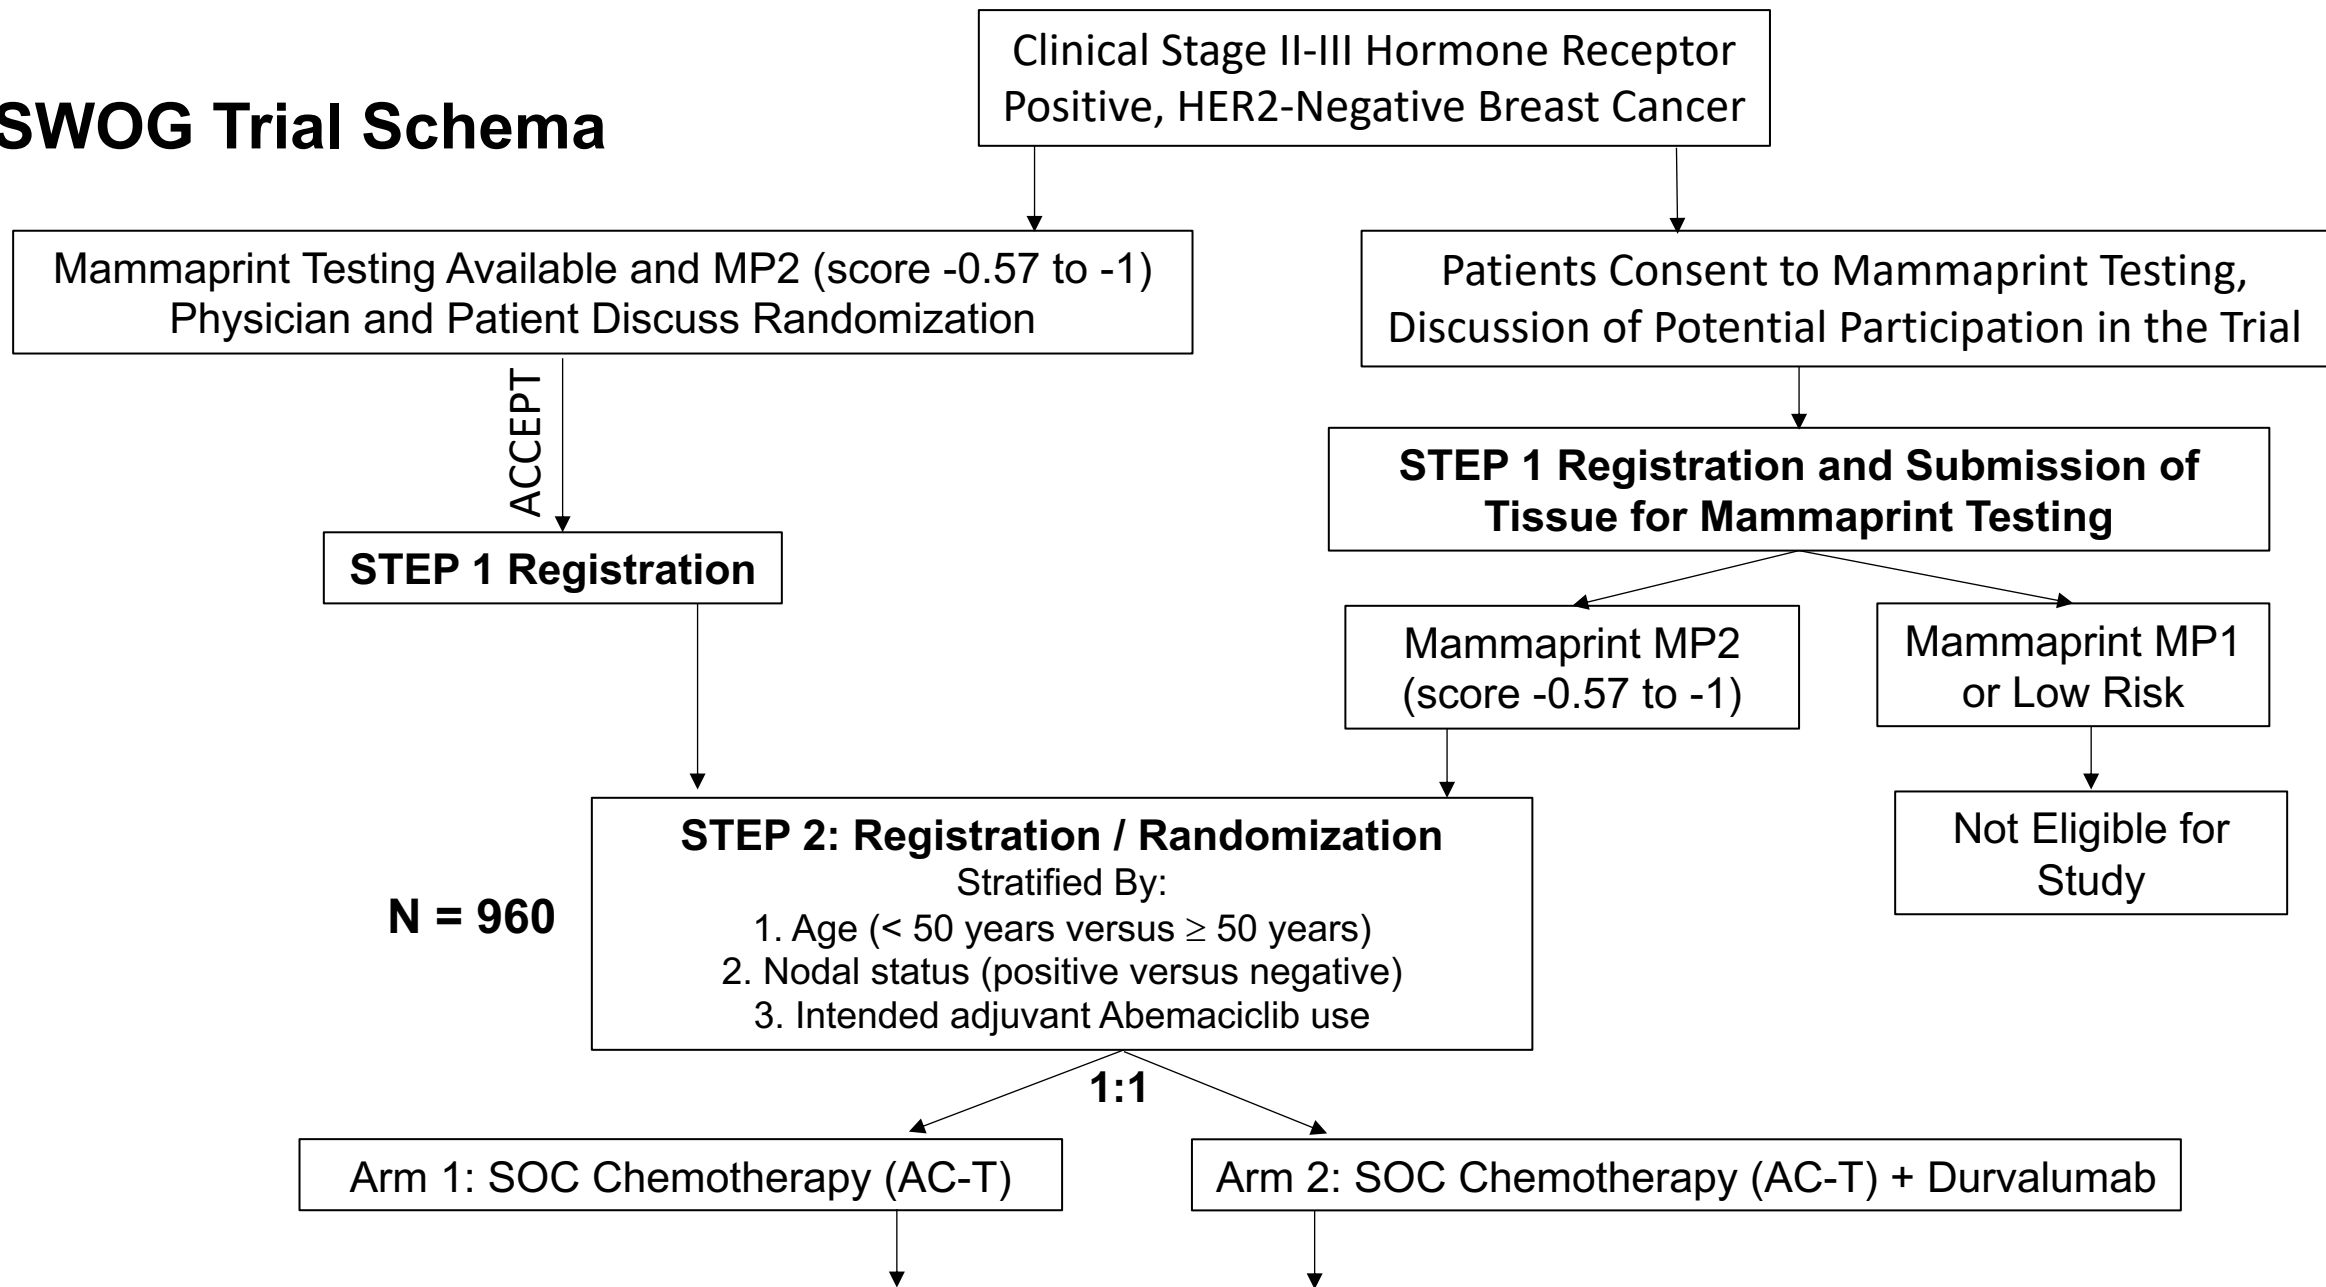 SWOG Trial Schema
Clinical Stage II-III Hormone Receptor
Positive, HER2-Negative Breast Cancer
Mammaprint Testing Available and MP2 (score -0.57 to -1)
Physician and Patient Discuss Randomization
Patients Consent to Mammaprint Testing,
Discussion of Potential Participation in the Trial
ACCEPT
STEP 1 Registration
STEP 1 Registration and Submission of
Tissue for Mammaprint Testing
Mammaprint MP2
(score -0.57 to -1)
Mammaprint MP1
or Low Risk
Not Eligible for
Study
N = 960
STEP 2: Registration / Randomization
Stratified By:
1. Age (< 50 years versus ≥ 50 years)
2. Nodal status (positive versus negative)
3. Intended adjuvant Abemaciclib use
1:1
Arm 1: SOC Chemotherapy (AC-T)
Arm 2: SOC Chemotherapy (AC-T) + Durvalumab